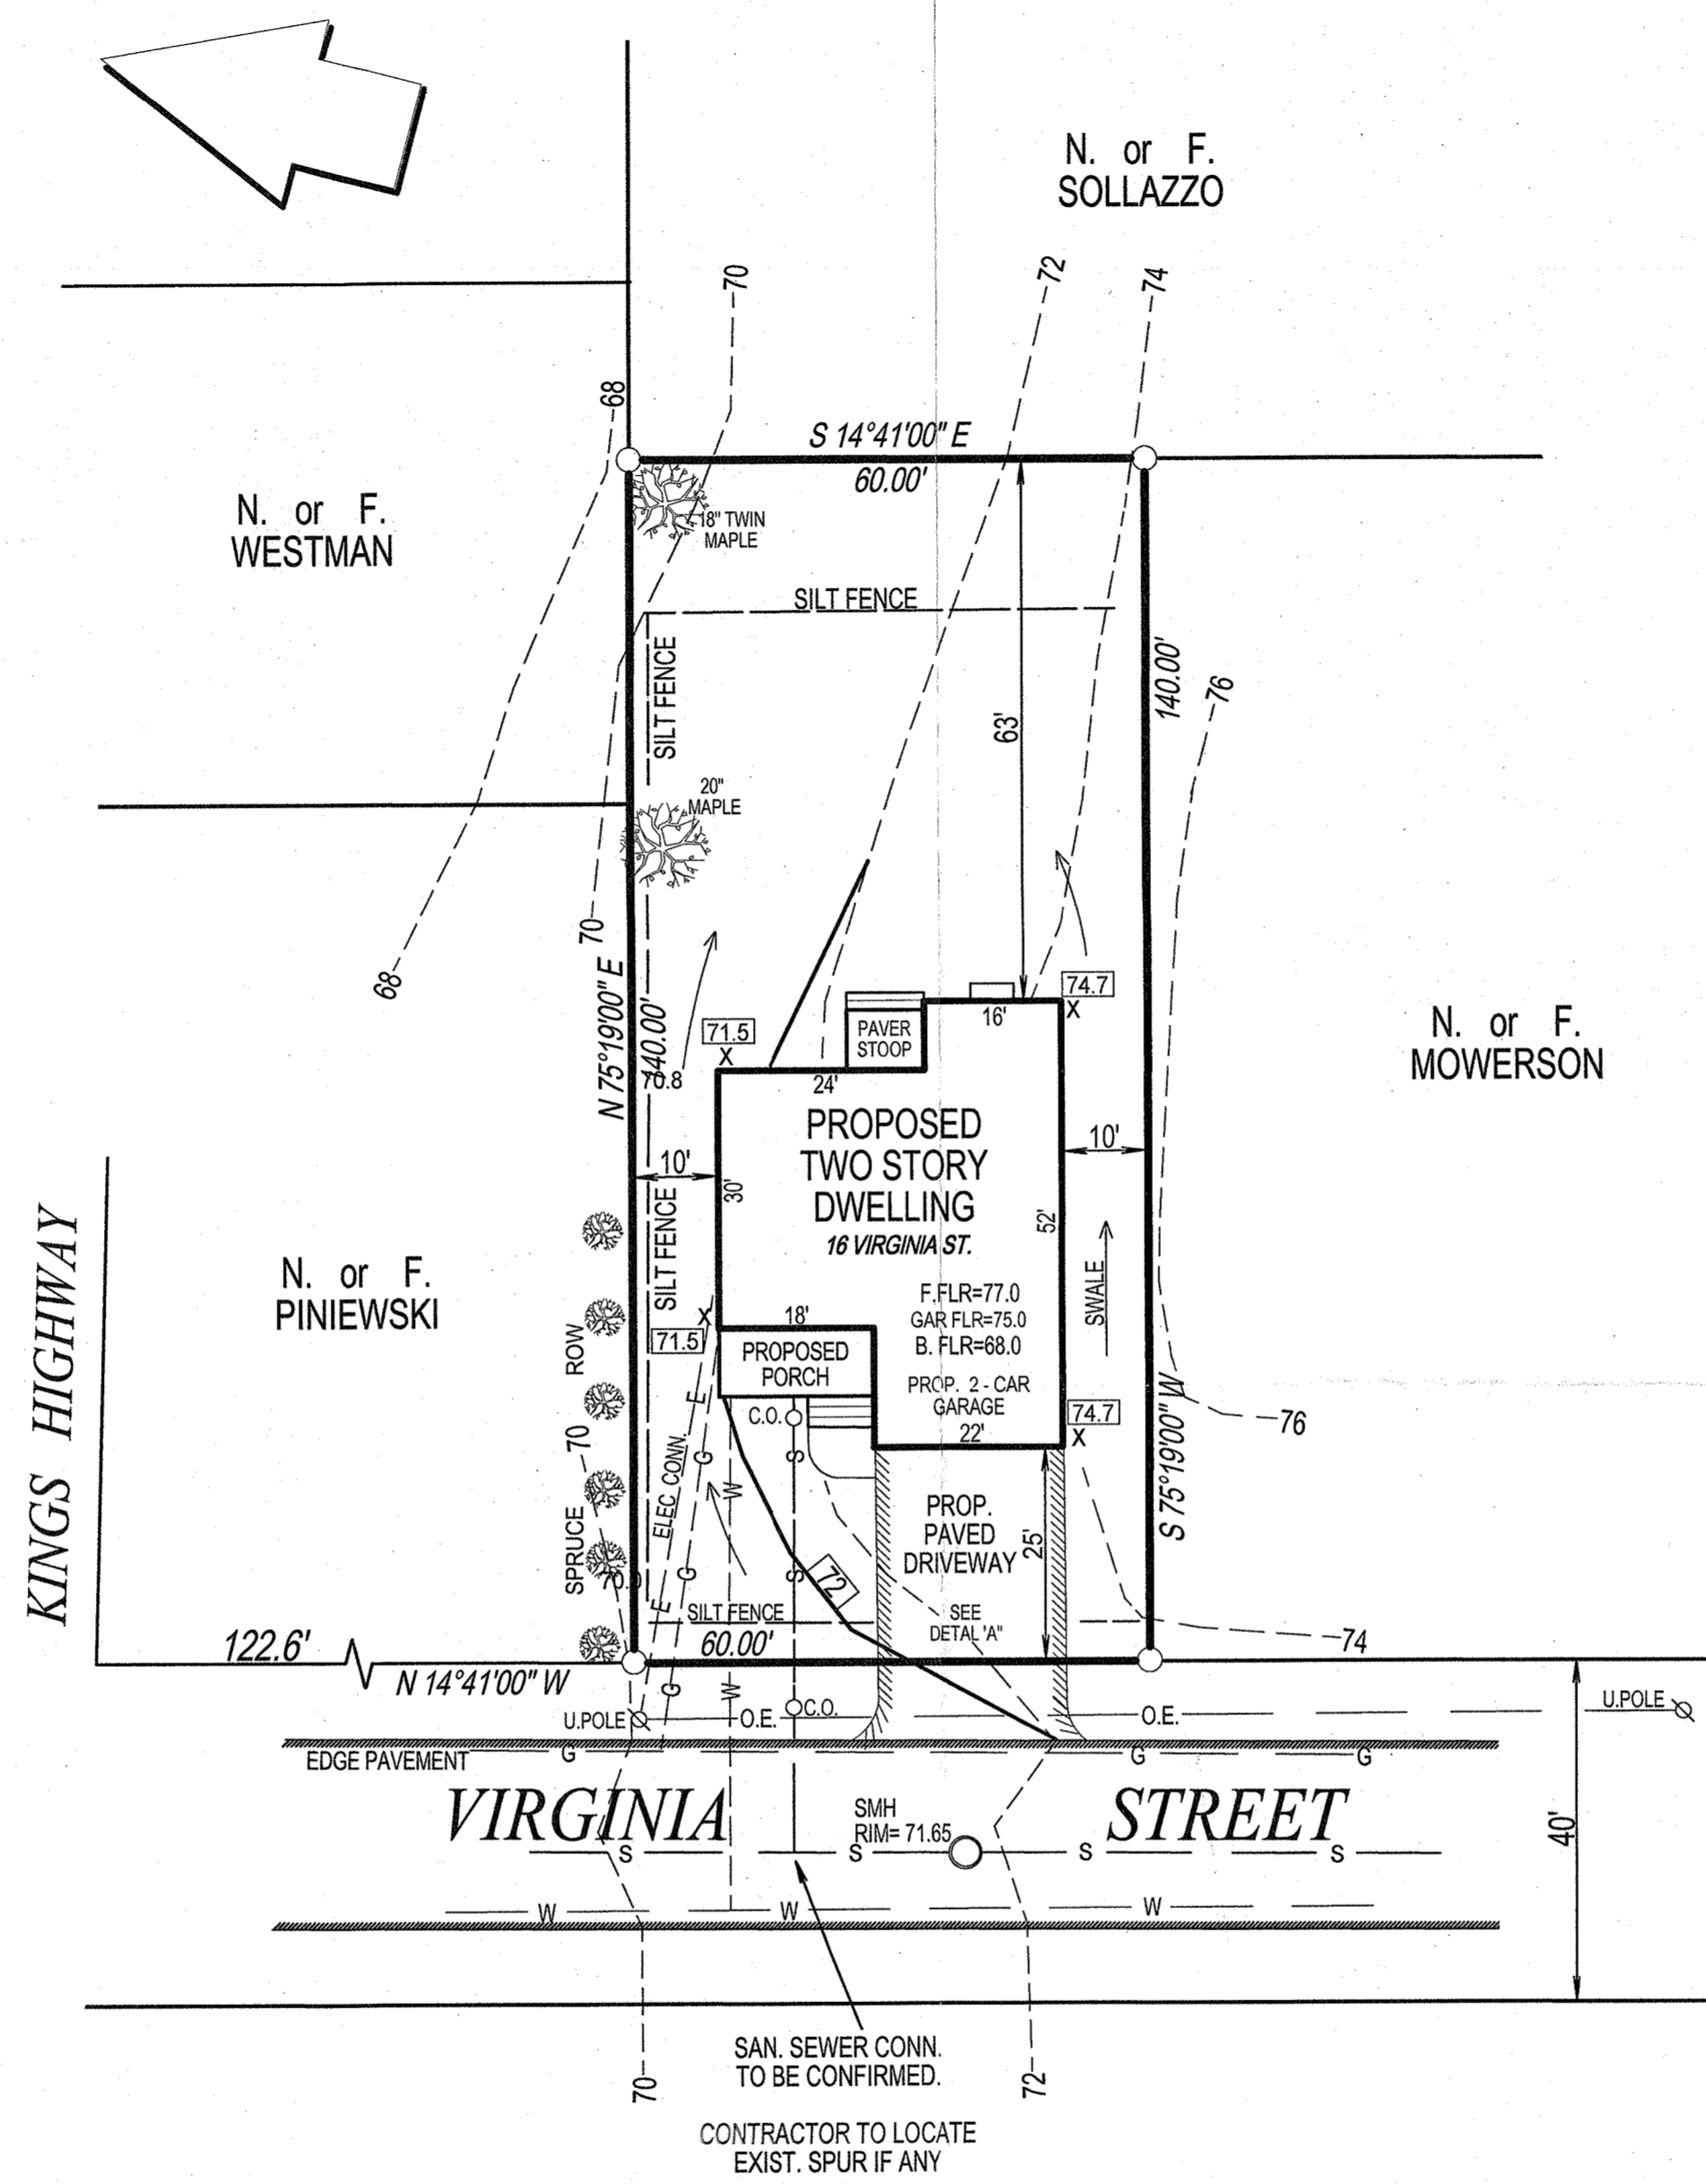 N. or F.
SOLLAZZO
70
72
74
68
S 14°41'00" E
60.00'
N. or F.
WESTMAN
18" TWIN
MAPLE
SILT FENCE
SILT FENCE
140.00'
76
63'
20"
MAPLE
70
68
N 75°19'00" E
140.00'
74.7
16'
71.5
X
X
PAVER
STOOP
70.8
24'
N. or F.
MOWERSON
PROPOSED
TWO STORY
DWELLING
16 VIRGINIA ST.
10'
10'
30'
52'
SILT FENCE
SWALE
KINGS HIGHWAY
N. or F.
PINIEWSKI
F.FLR=77.0
GAR FLR=75.0
B. FLR=68.0
X
18'
71.5
PROPOSED
PORCH
PROP. 2 - CAR
GARAGE
22'
74.7
X
SPRUCE ROW
70
E
C.O.
G
S
W
ELEC CONN.
76
S 75°19'00" W
PROP.
PAVED
DRIVEWAY
25'
G
S
72
E
SILT FENCE
SEE
DETAL 'A"
60.00'
74
122.6'
N 14°41'00" W
G
W
C.O.
U.POLE
O.E.
O.E.
U.POLE
EDGE PAVEMENT
G
G
G
VIRGINIA STREET
SMH
RIM= 71.65
40'
S
S
S
S
W
W
W
70
72
SAN. SEWER CONN.
TO BE CONFIRMED.
CONTRACTOR TO LOCATE
EXIST. SPUR IF ANY